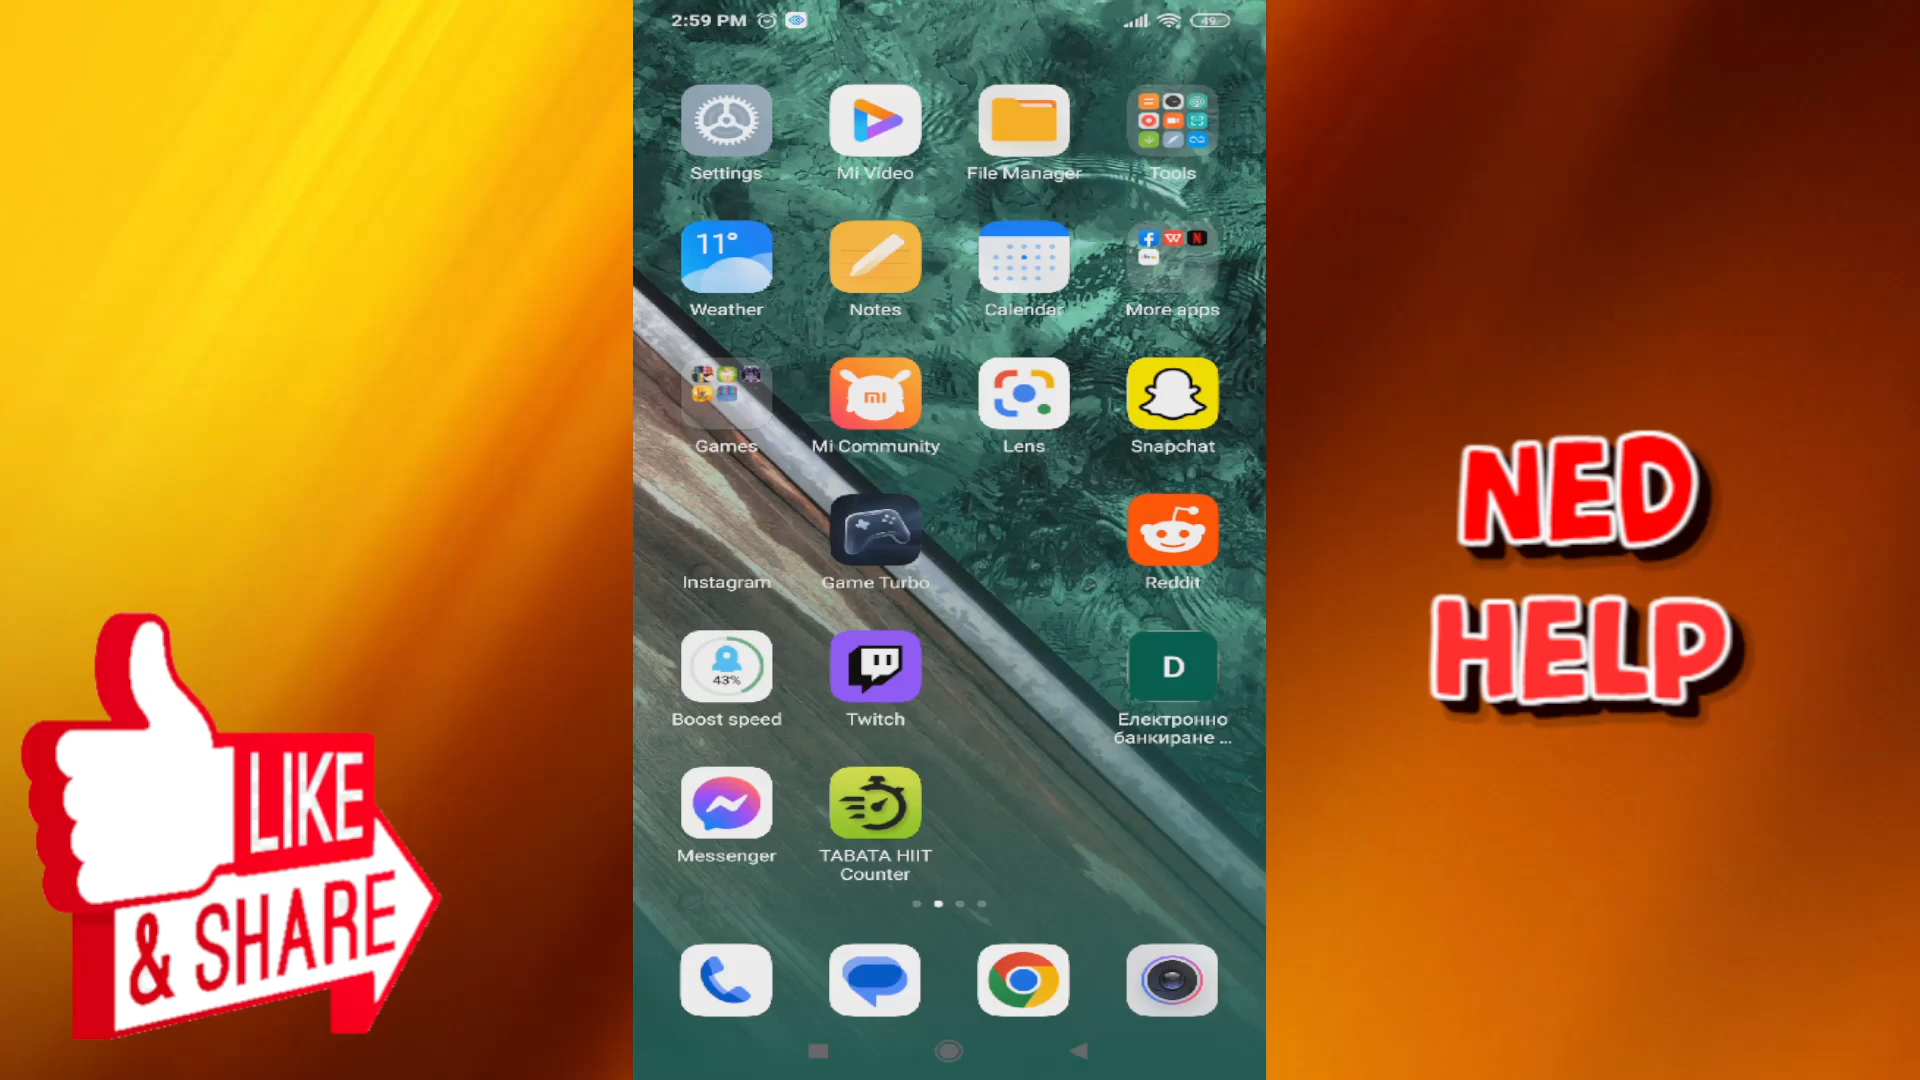 2:59 PM
49
Settings
Mi Video
File Manager
Tools
11°
Weather
Notes
Calendar
More apps
Games
mi
Mi Community
Lens
Snapchat
Instagram
Game Turbo
Reddit
43%
Boost speed
Twitch
D
Електронно
банкиране ...
Messenger
TABATA HIIT
Counter
LIKE
& SHARE
NED
HELP